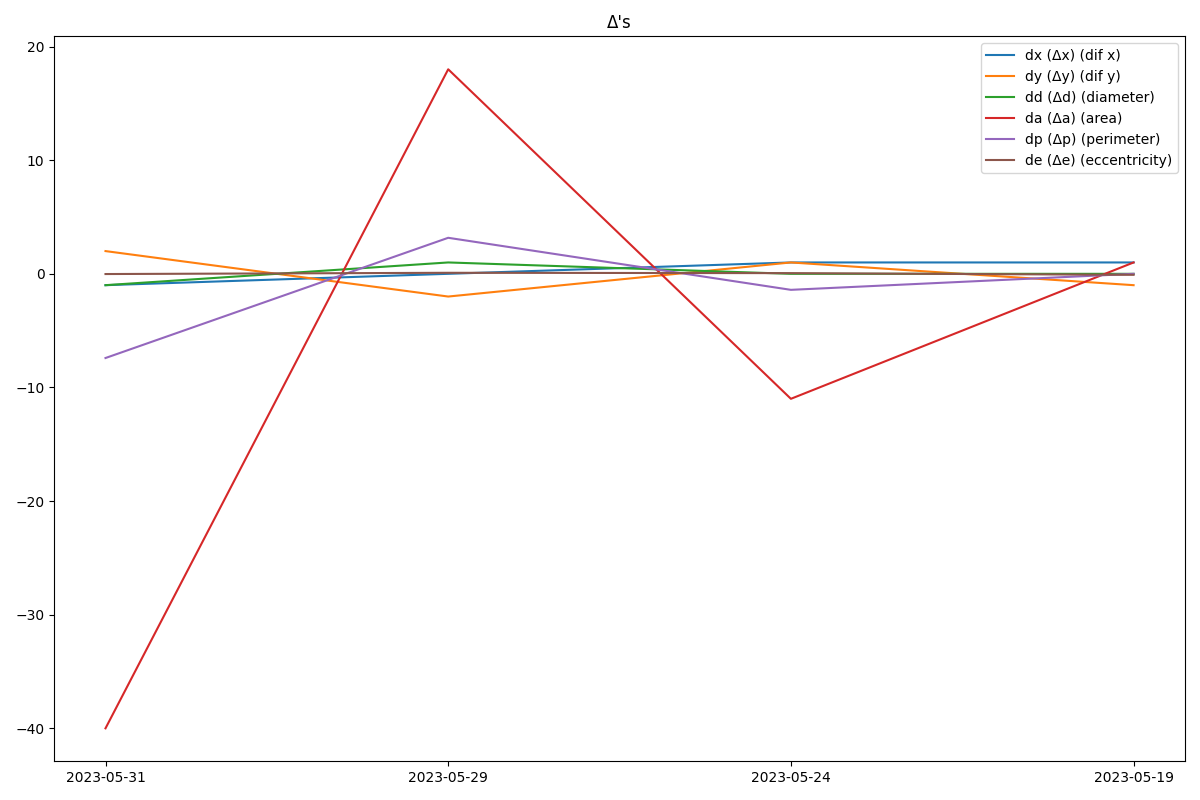 Δ's
dx (Δx) (dif x)
dy (Δy) (dif y)
dd (Δd) (diameter)
da (Δa) (area)
dp (Δp) (perimeter)
de (Δe) (eccentricity)
20
10
0
−10
−20
−30
−40
2023-05-31
2023-05-29
2023-05-24
2023-05-19